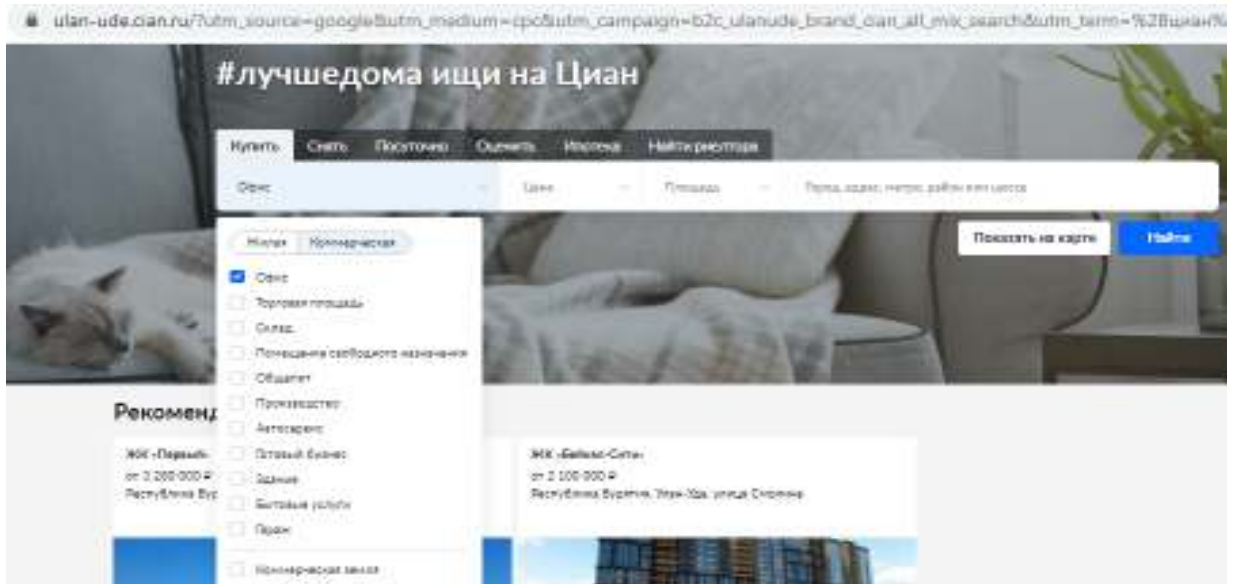 ulan-ude.cian.ru/?utm_source=google&utm_medium=cpc&utm_campaign=b2c_ulanude_brand_cian_all_mix_search&utm_term=%2Bциан%
#лучшедома ищи на Циан
Купить Снять Посуточно Оценить Ипотека Найти риелтора
Офис Цена Площадь Город, адрес, метро, район или шоссе
Жилая Коммерческая
Показать на карте Найти
Офис
Торговая площадь
Склад
Помещение свободного назначения
Общепит
Производство
Автосервис
Готовый бизнес
Здание
Бытовые услуги
Гараж
Коммерческая земля
Рекоменд
ЖК «Первый»
от 3 280 000 ₽
Республика Бур
ЖК «Байкал-Сити»
от 2 100 000 ₽
Республика Бурятия, Улан-Удэ, улица Смолина